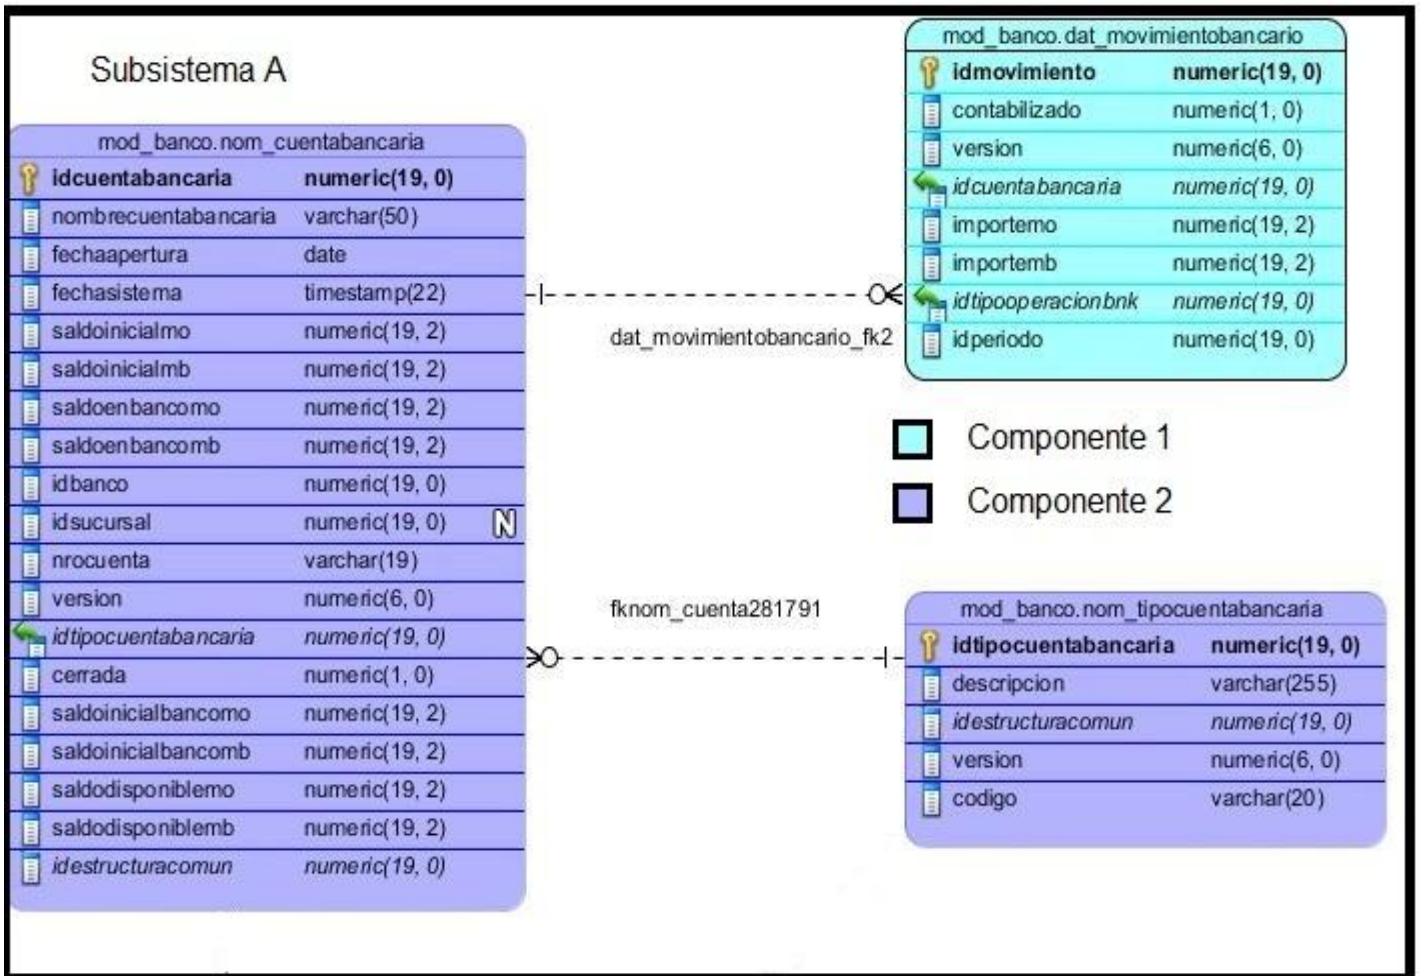 Subsistema A
mod_banco.nom_cuentabancaria
idcuentabancaria numeric(19, 0)
nombrecuentabancaria varchar(50)
fechaapertura date
fechasistema timestamp(22)
saldoinicialmo numeric(19, 2)
saldoinicialmb numeric(19, 2)
saldoenbancomo numeric(19, 2)
saldoenbancomb numeric(19, 2)
idbanco numeric(19, 0)
idsucursal numeric(19, 0) N
nrocuenta varchar(19)
version numeric(6, 0)
idtipocuentabancaria numeric(19, 0)
cerrada numeric(1, 0)
saldoinicialbancomo numeric(19, 2)
saldoinicialbancomb numeric(19, 2)
saldodisponiblemo numeric(19, 2)
saldodisponiblemb numeric(19, 2)
idestructuracomun numeric(19, 0)
dat_movimientobancario_fk2
fknom_cuenta281791
mod_banco.dat_movimientobancario
idmovimiento numeric(19, 0)
contabilizado numeric(1, 0)
version numeric(6, 0)
idcuentabancaria numeric(19, 0)
importemo numeric(19, 2)
importemb numeric(19, 2)
idtipooperacionbnk numeric(19, 0)
idperiodo numeric(19, 0)
Componente 1
Componente 2
mod_banco.nom_tipocuentabancaria
idtipocuentabancaria numeric(19, 0)
descripcion varchar(255)
idestructuracomun numeric(19, 0)
version numeric(6, 0)
codigo varchar(20)